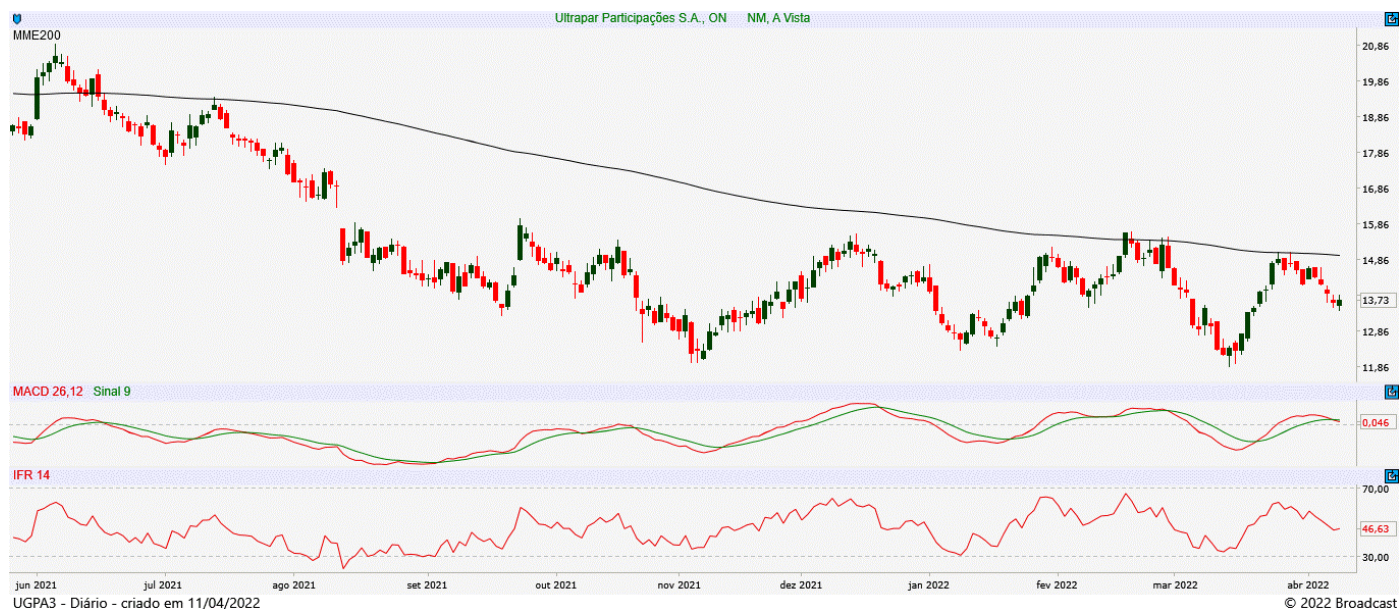 Ultrapar Participações S.A., ON NM, A Vista
MME200
20,86
19,86
18,86
17,86
16,86
15,86
14,86
13,73
12,86
11,86
MACD 26,12 Sinal 9
0,046
IFR 14
70,00
46,63
30,00
jun 2021 jul 2021 ago 2021 set 2021 out 2021 nov 2021 dez 2021 jan 2022 fev 2022 mar 2022 abr 2022
UGPA3 - Diário - criado em 11/04/2022 © 2022 Broadcast